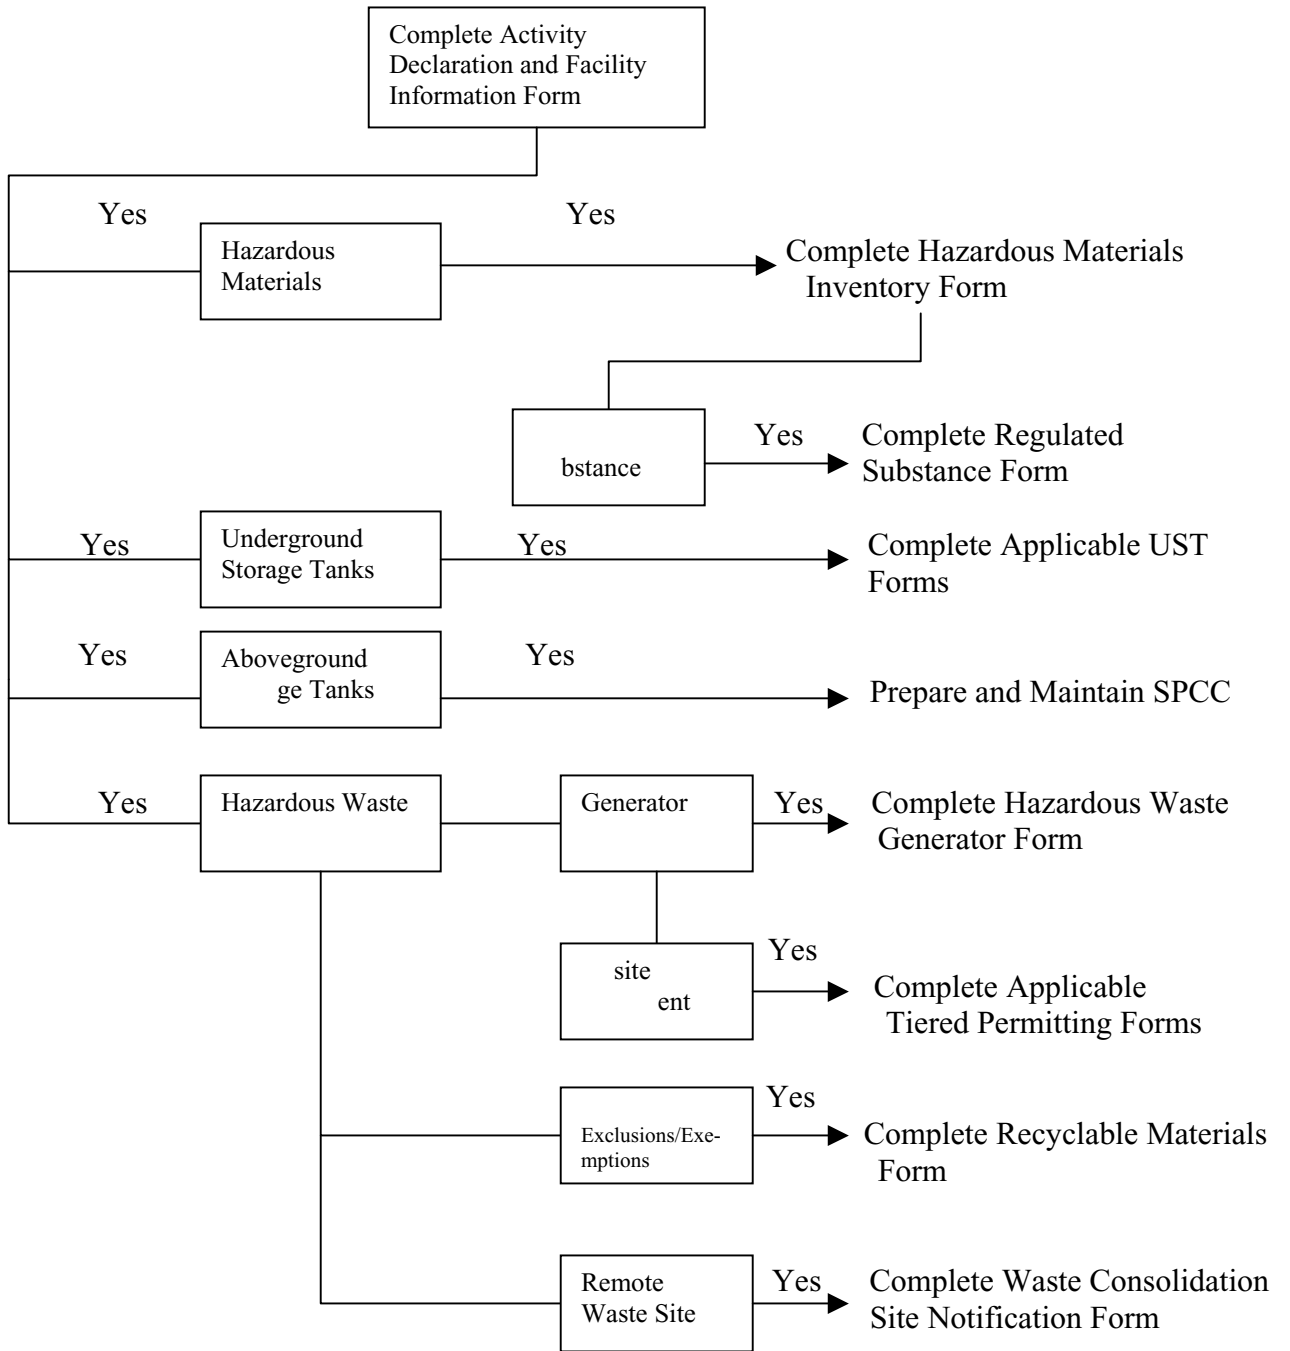 Complete Activity
Declaration and Facility
Information Form
Yes
Yes
Hazardous
Materials
Complete Hazardous Materials
Inventory Form
bstance
Yes
Complete Regulated
Substance Form
Yes
Underground
Storage Tanks
Yes
Complete Applicable UST
Forms
Yes
Aboveground
ge Tanks
Yes
Prepare and Maintain SPCC
Yes
Hazardous Waste
Generator
Yes
Complete Hazardous Waste
Generator Form
site
ent
Yes
Complete Applicable
Tiered Permitting Forms
Exclusions/Exe-
mptions
Yes
Complete Recyclable Materials
Form
Remote
Waste Site
Yes
Complete Waste Consolidation
Site Notification Form